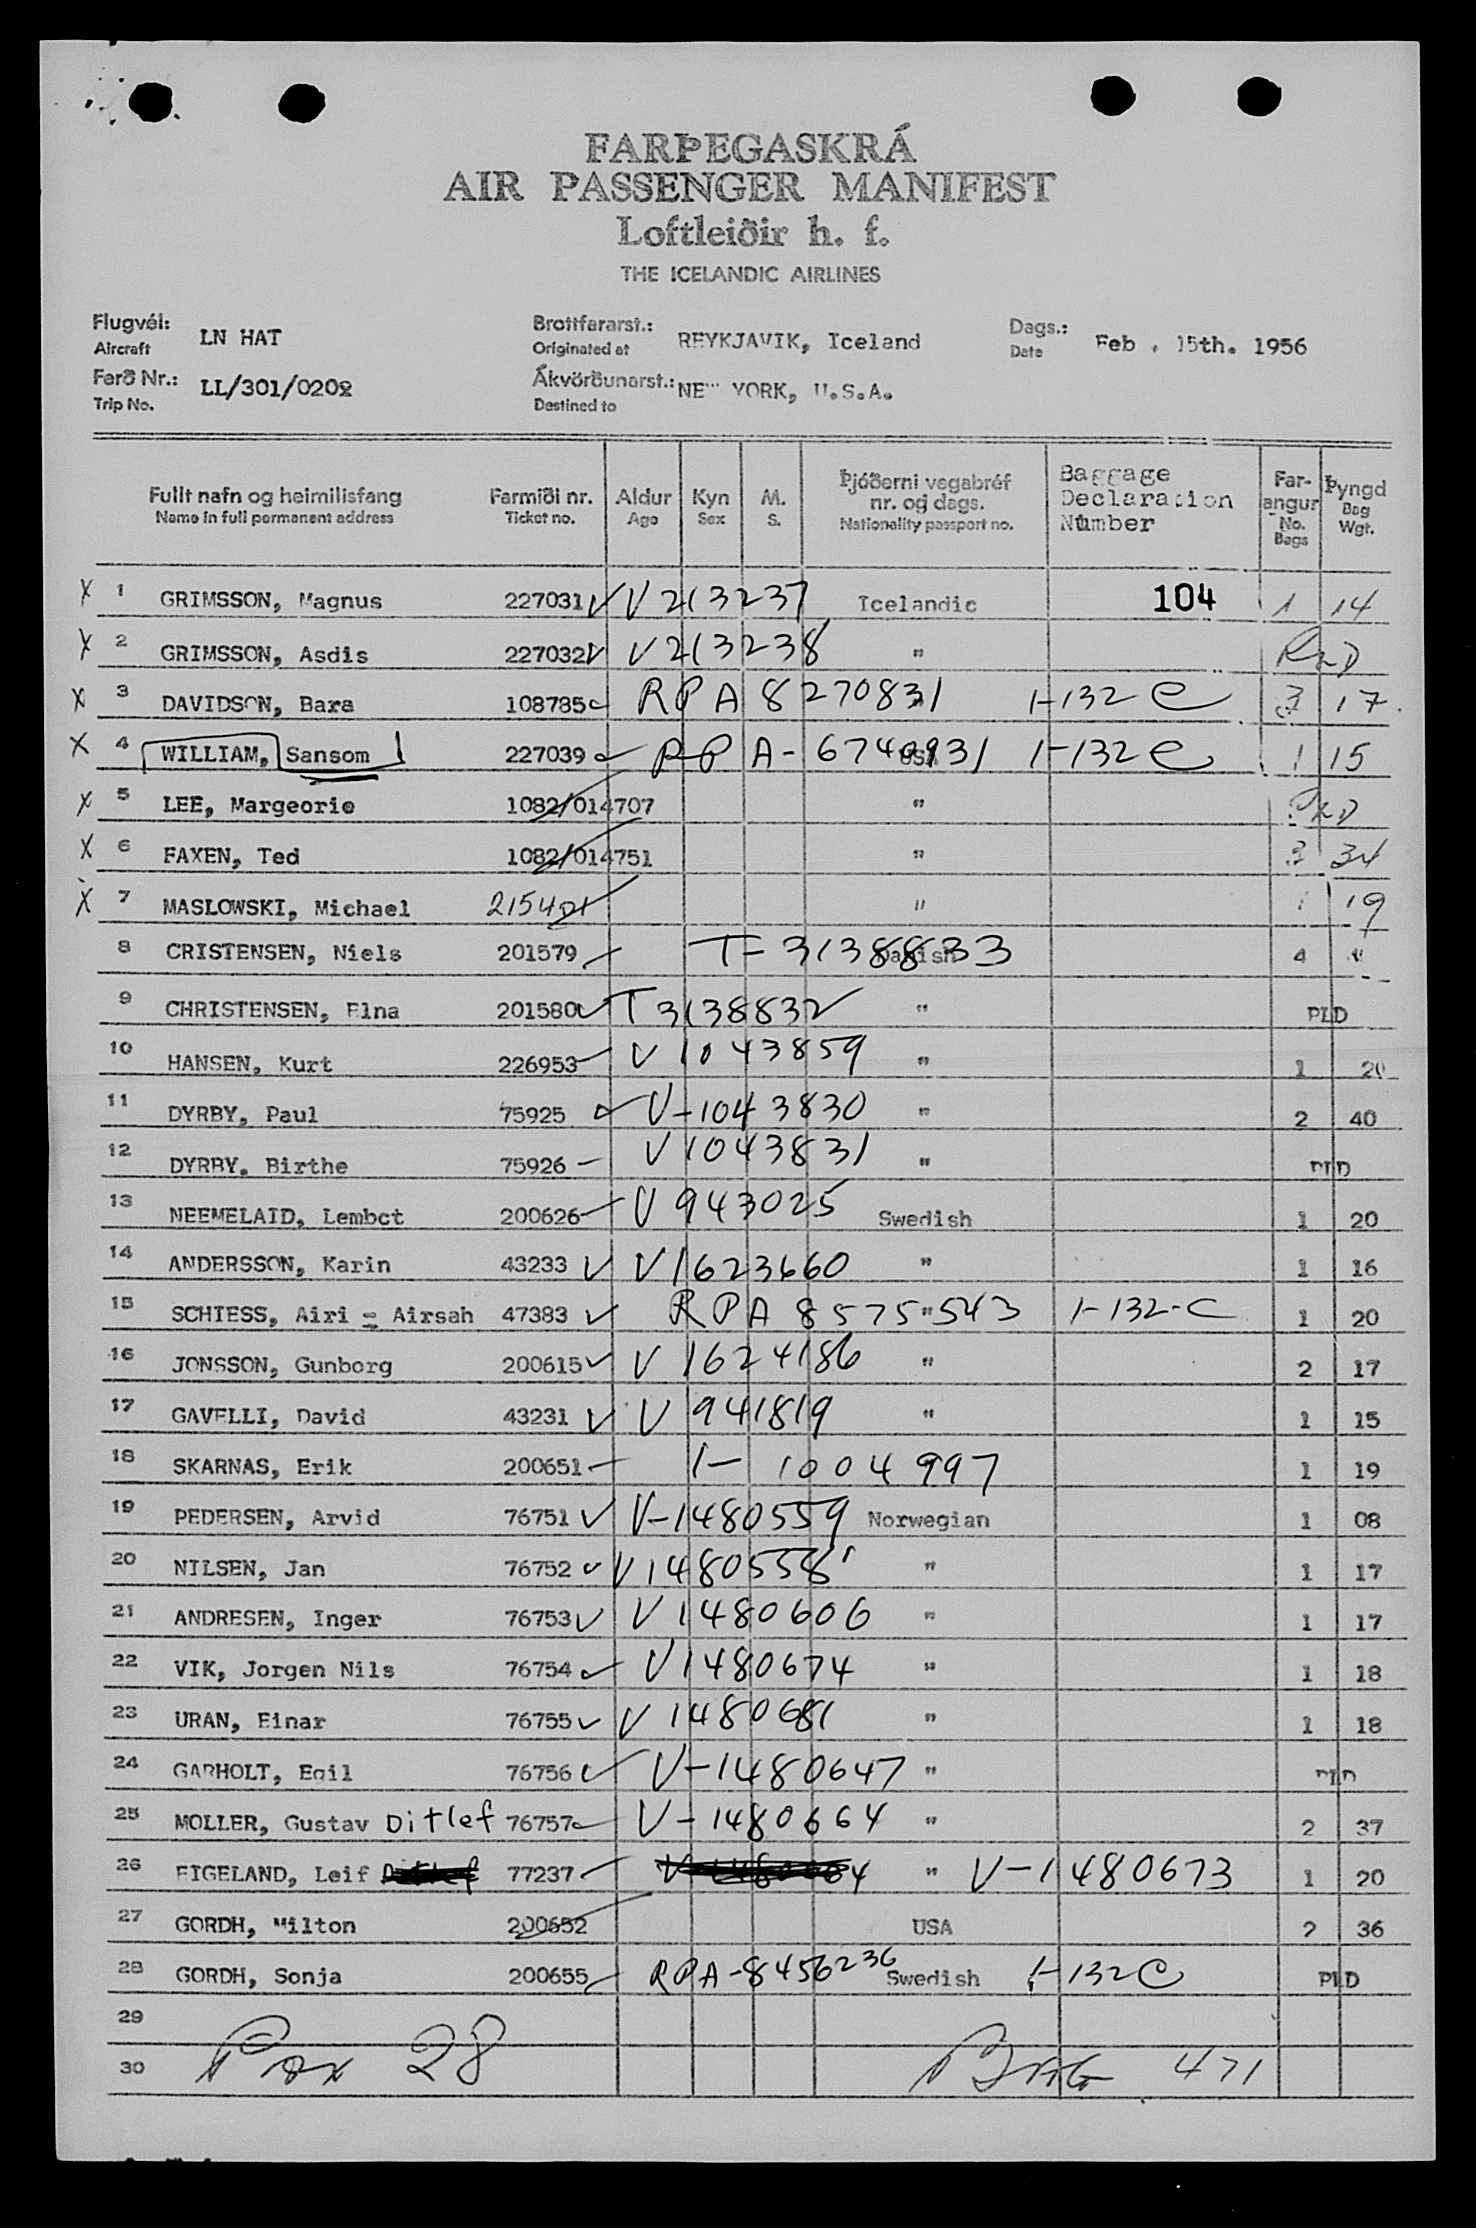 FARÞEGASKRÁ
AIR PASSENGER MANIFEST
Loftleiðir h. f.
THE ICELANDIC AIRLINES
Flugvél: LN HAT Brottfararst.: REYKJAVIK, Iceland Dags.: Feb . 15th. 1956
Aircraft Originated at Date
Ferð Nr.: LL/301/0202 Ákvörðunarst.: NEW YORK, U.S.A.
Trip No. Destined to
Fullt nafn og heimilisfang Farmiði nr. Aldur Kyn M. Þjóðerni vegabréf nr. og dags. Baggage Declaration Number Far-angur Þyngd
Name in full permanent address Ticket no. Age Sex S. Nationality passport no. No. Bags Bag Wgt.
X 1 GRIMSSON, Magnus 227031 V V213237 Icelandic 104 1 14
X 2 GRIMSSON, Asdis 227032 V V213238 "
X 3 DAVIDSON, Bara 108785 RPA 8270831 1-132 C 3 17
X 4 WILLIAM, Sansom 227039 RPA-6740931 USA 1-132 C 1 15
X 5 LEE, Margeorie 1082/014707 "
X 6 FAXEN, Ted 1082/014751 " 3 34
X 7 MASLOWSKI, Michael " 1 19
8 CRISTENSEN, Niels 201579 T-3138833 Danish 4
9 CHRISTENSEN, Elna 201580 T3138832 " PLD
10 HANSEN, Kurt 226953 V1043859 " 1 20
11 DYRBY, Paul 75925 V-1043830 " 2 40
12 DYRBY, Birthe 75926 V1043831 " PLD
13 NEEMELAID, Lembct 200626 V943025 Swedish 1 20
14 ANDERSSON, Karin 43233 V V1623660 " 1 16
15 SCHIESS, Airi = Airsah 47383 V RPA 8575543 " 1-132-C 1 20
16 JONSSON, Gunborg 200615 V V1624186 " 2 17
17 GAVELLI, David 43231 V V941819 " 1 15
18 SKARNAS, Erik 200651 1- 1004997 1 19
19 PEDERSEN, Arvid 76751 V V-1480559 Norwegian 1 08
20 NILSEN, Jan 76752 V1480558 " 1 17
21 ANDRESEN, Inger 76753 V V1480606 " 1 17
22 VIK, Jorgen Nils 76754 V1480674 " 1 18
23 URAN, Einar 76755 V V1480681 " 1 18
24 GARHOLT, Egil 76756 V-1480647 " PLD
25 MOLLER, Gustav Ditlef 76757 V-1480664 " 2 37
26 EIGELAND, Leif 77237 " V-1480673 1 20
27 GORDH, Milton 200652 USA 2 36
28 GORDH, Sonja 200655 RPA-8456236 Swedish 1-132C PLD
29
30 Pax 28 BAG 471